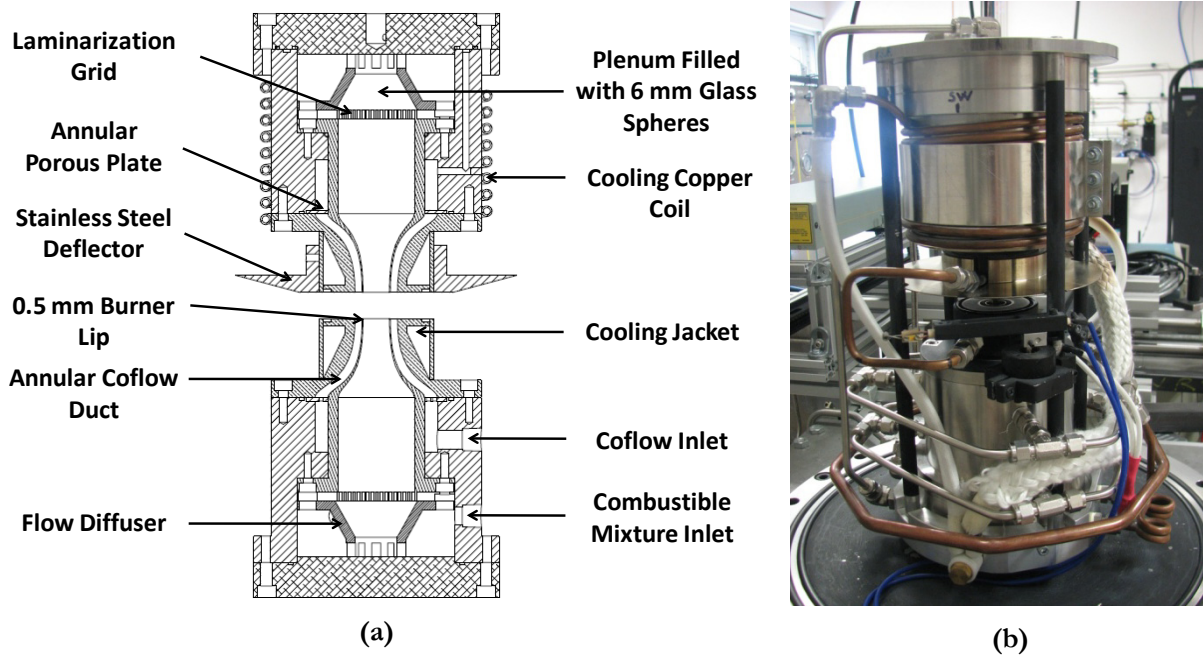 Laminarization
Grid
Annular
Porous Plate
Stainless Steel
Deflector
0.5 mm Burner
Lip
Annular Coflow
Duct
Flow Diffuser
Plenum Filled
with 6 mm Glass
Spheres
Cooling Copper
Coil
Cooling Jacket
Coflow Inlet
Combustible
Mixture Inlet
(a)
SW
(b)